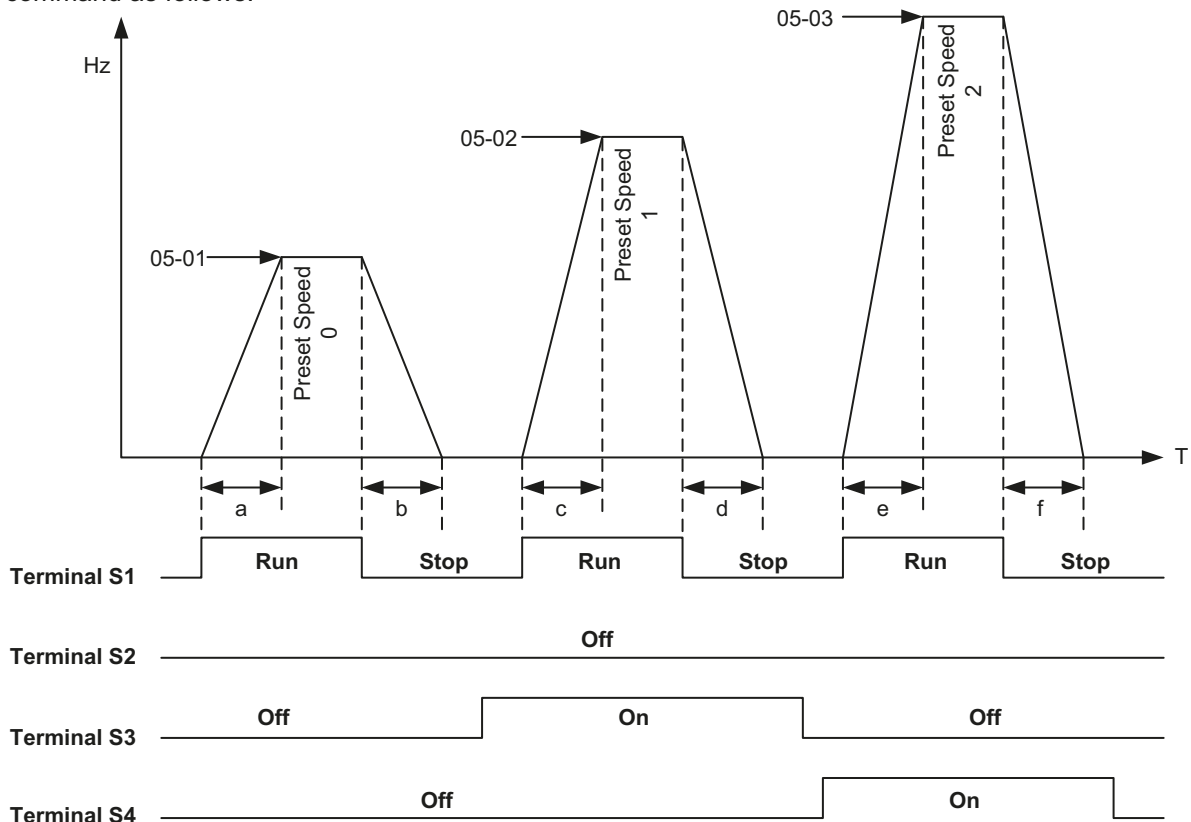 command as follows:
05-03
Hz
Preset Speed
2
05-02
Preset Speed
1
05-01
Preset Speed
0
T
a
b
c
d
e
f
Terminal S1
Run
Stop
Run
Stop
Run
Stop
Off
Terminal S2
Off
On
Off
Terminal S3
Off
On
Terminal S4